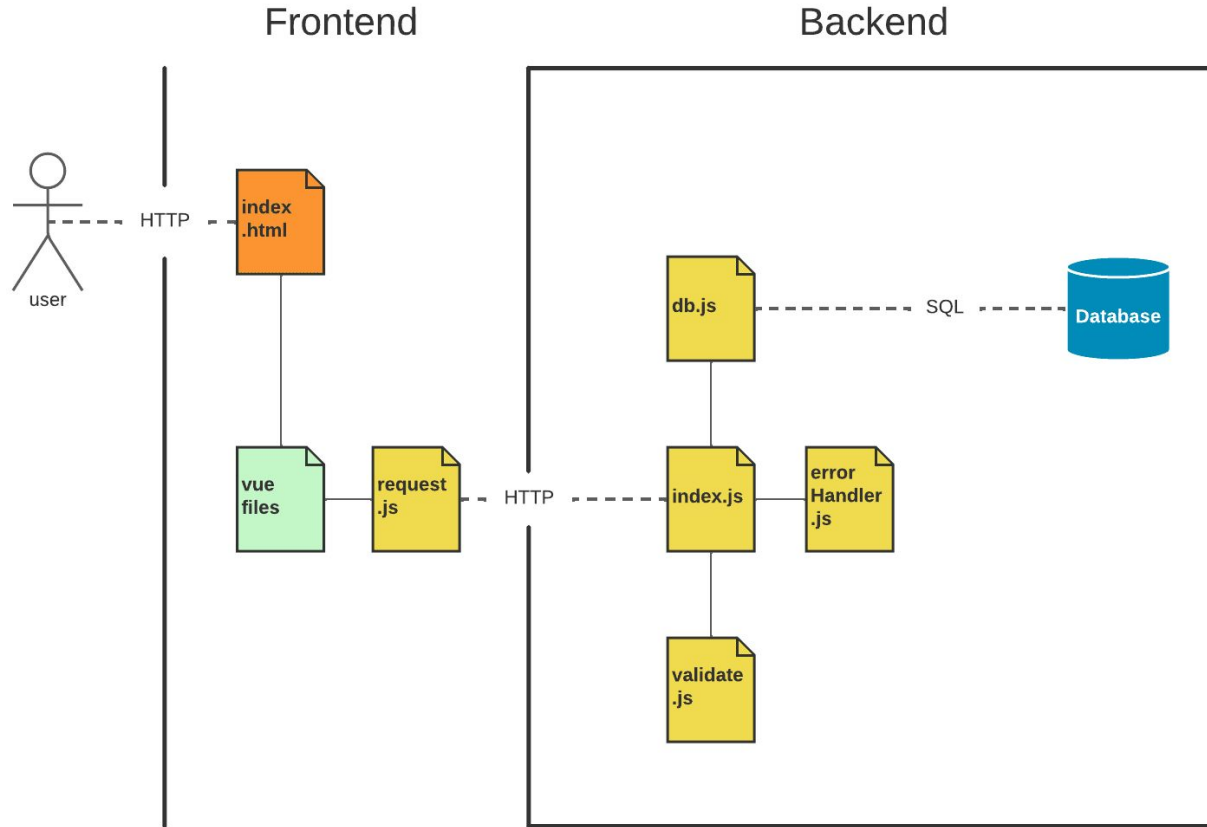 Frontend
Backend
user
HTTP
index
.html
db.js
SQL
Database
vue
files
request
.js
HTTP
index.js
error
Handler
.js
validate
.js